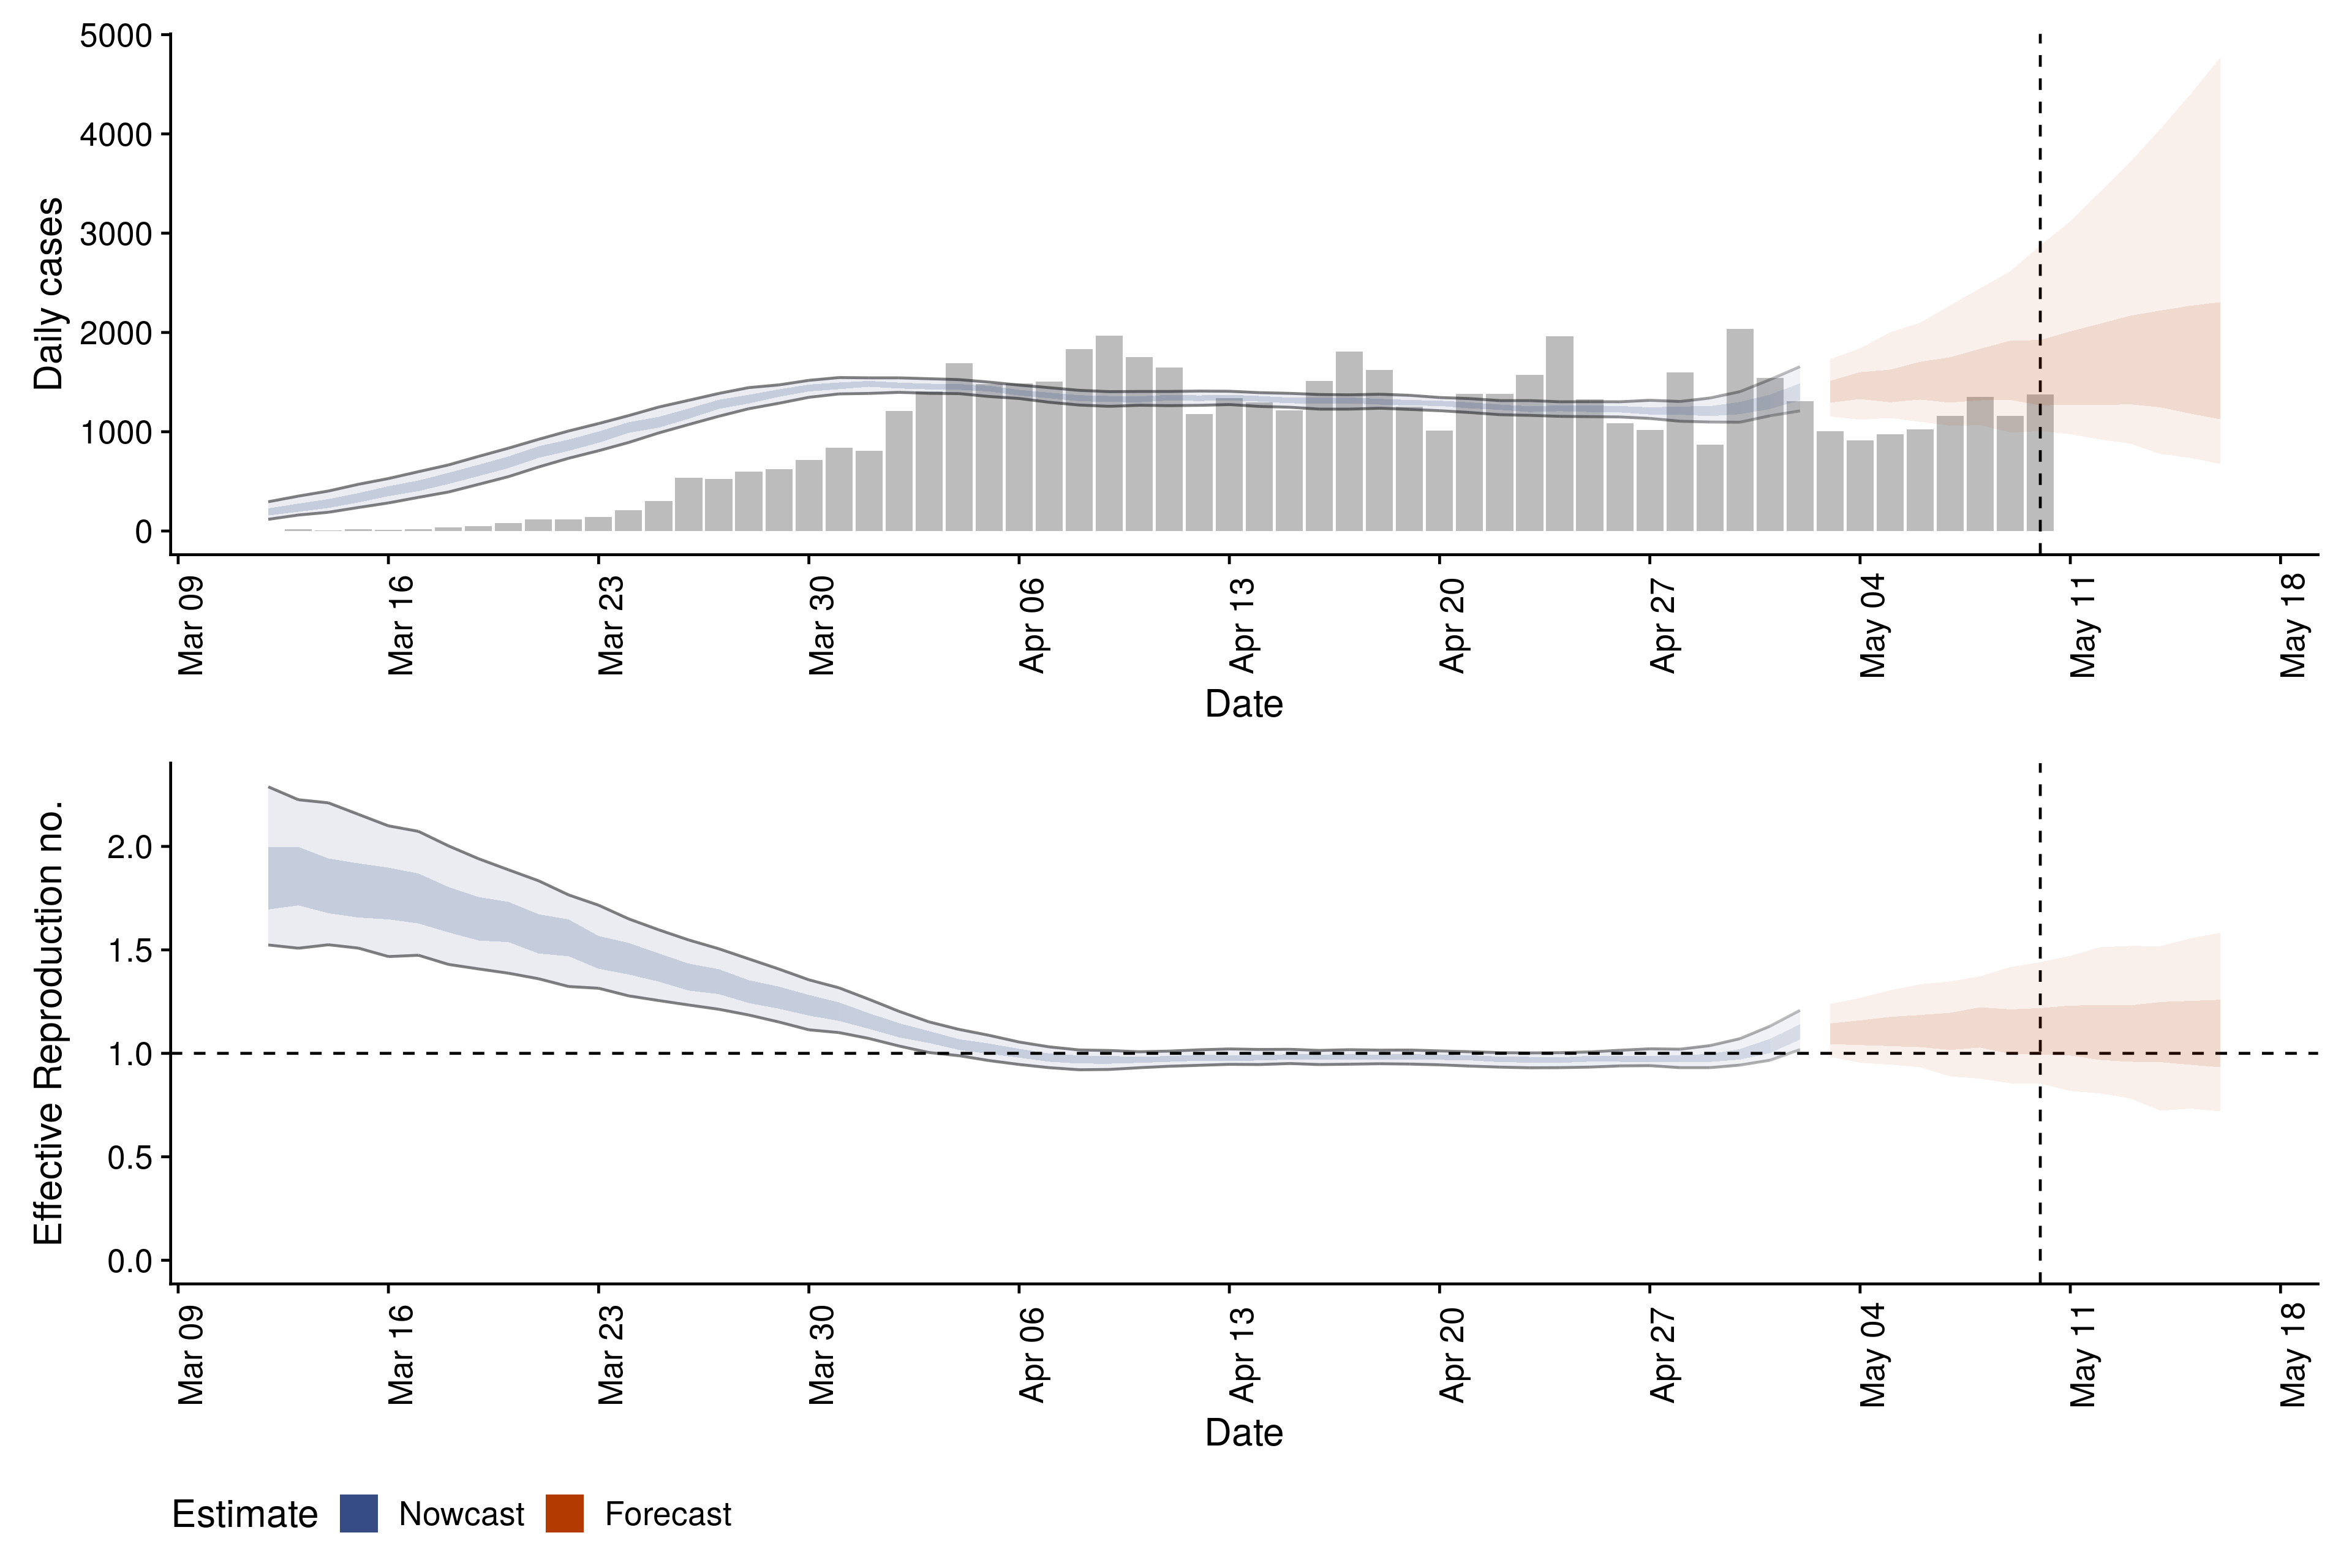 5000
4000
3000
2000
1000
0
Daily cases
Mar 09 Mar 16 Mar 23 Mar 30 Apr 06 Apr 13 Apr 20 Apr 27 May 04 May 11 May 18
Date
2.0
1.5
1.0
0.5
0.0
Effective Reproduction no.
Mar 09 Mar 16 Mar 23 Mar 30 Apr 06 Apr 13 Apr 20 Apr 27 May 04 May 11 May 18
Date
Estimate Nowcast Forecast